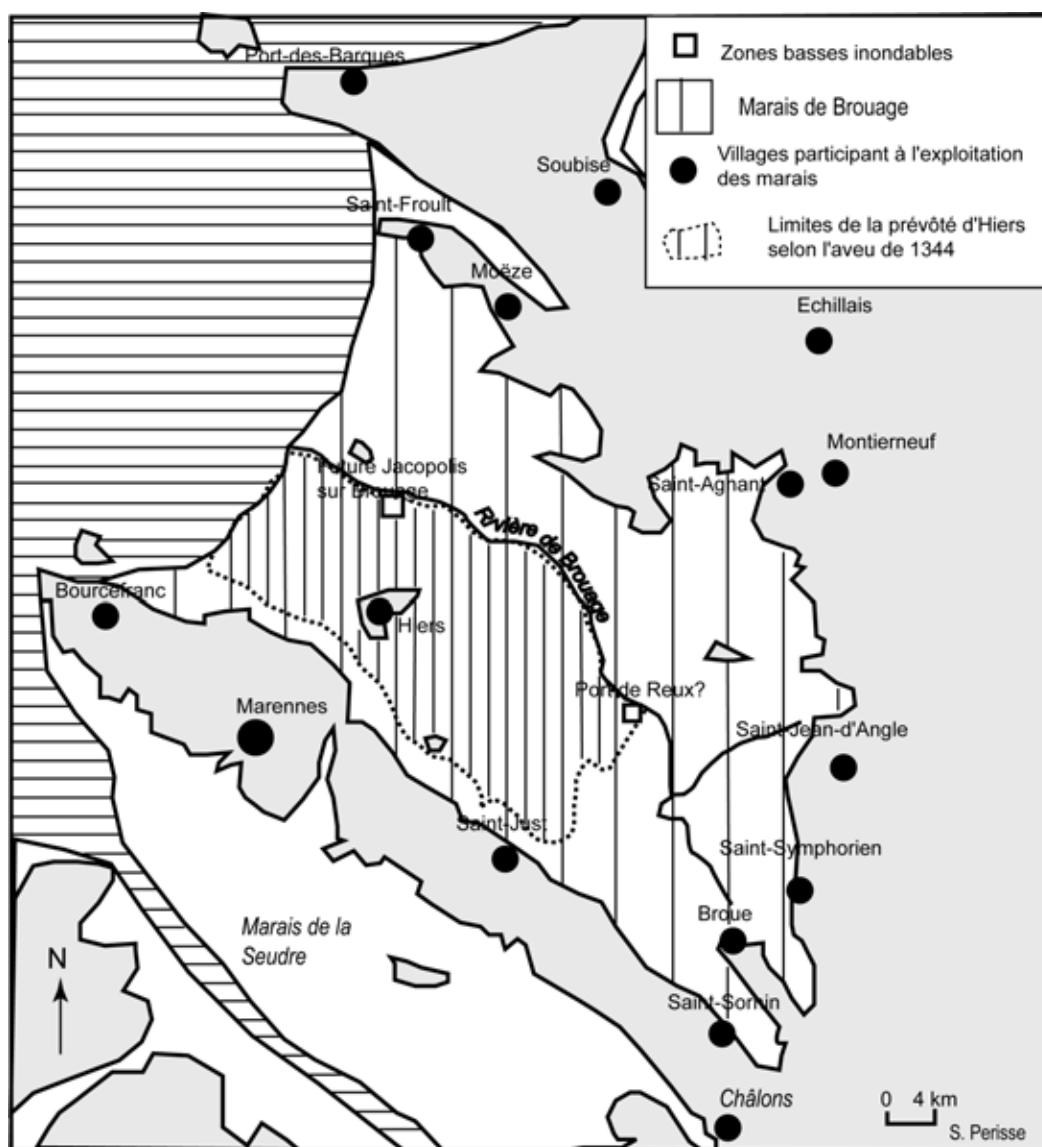 Port-des-Barques
Zones basses inondables
Marais de Brouage
Villages participant à l'exploitation
des marais
Limites de la prévôté d'Hiers
selon l'aveu de 1344
Soubise
Saint-Froult
Moëze
Echillais
Montierneuf
Saint-Agnant
Future Jacopolis
sur Brouage
Rivière de Brouage
Bourcefranc
Hiers
Port de Reux?
Marennes
Saint-Jean-d'Angle
Saint-Just
Saint-Symphorien
Marais de la
Seudre
Broue
N
Saint-Sornin
Châlons
0 4 km
S. Perisse